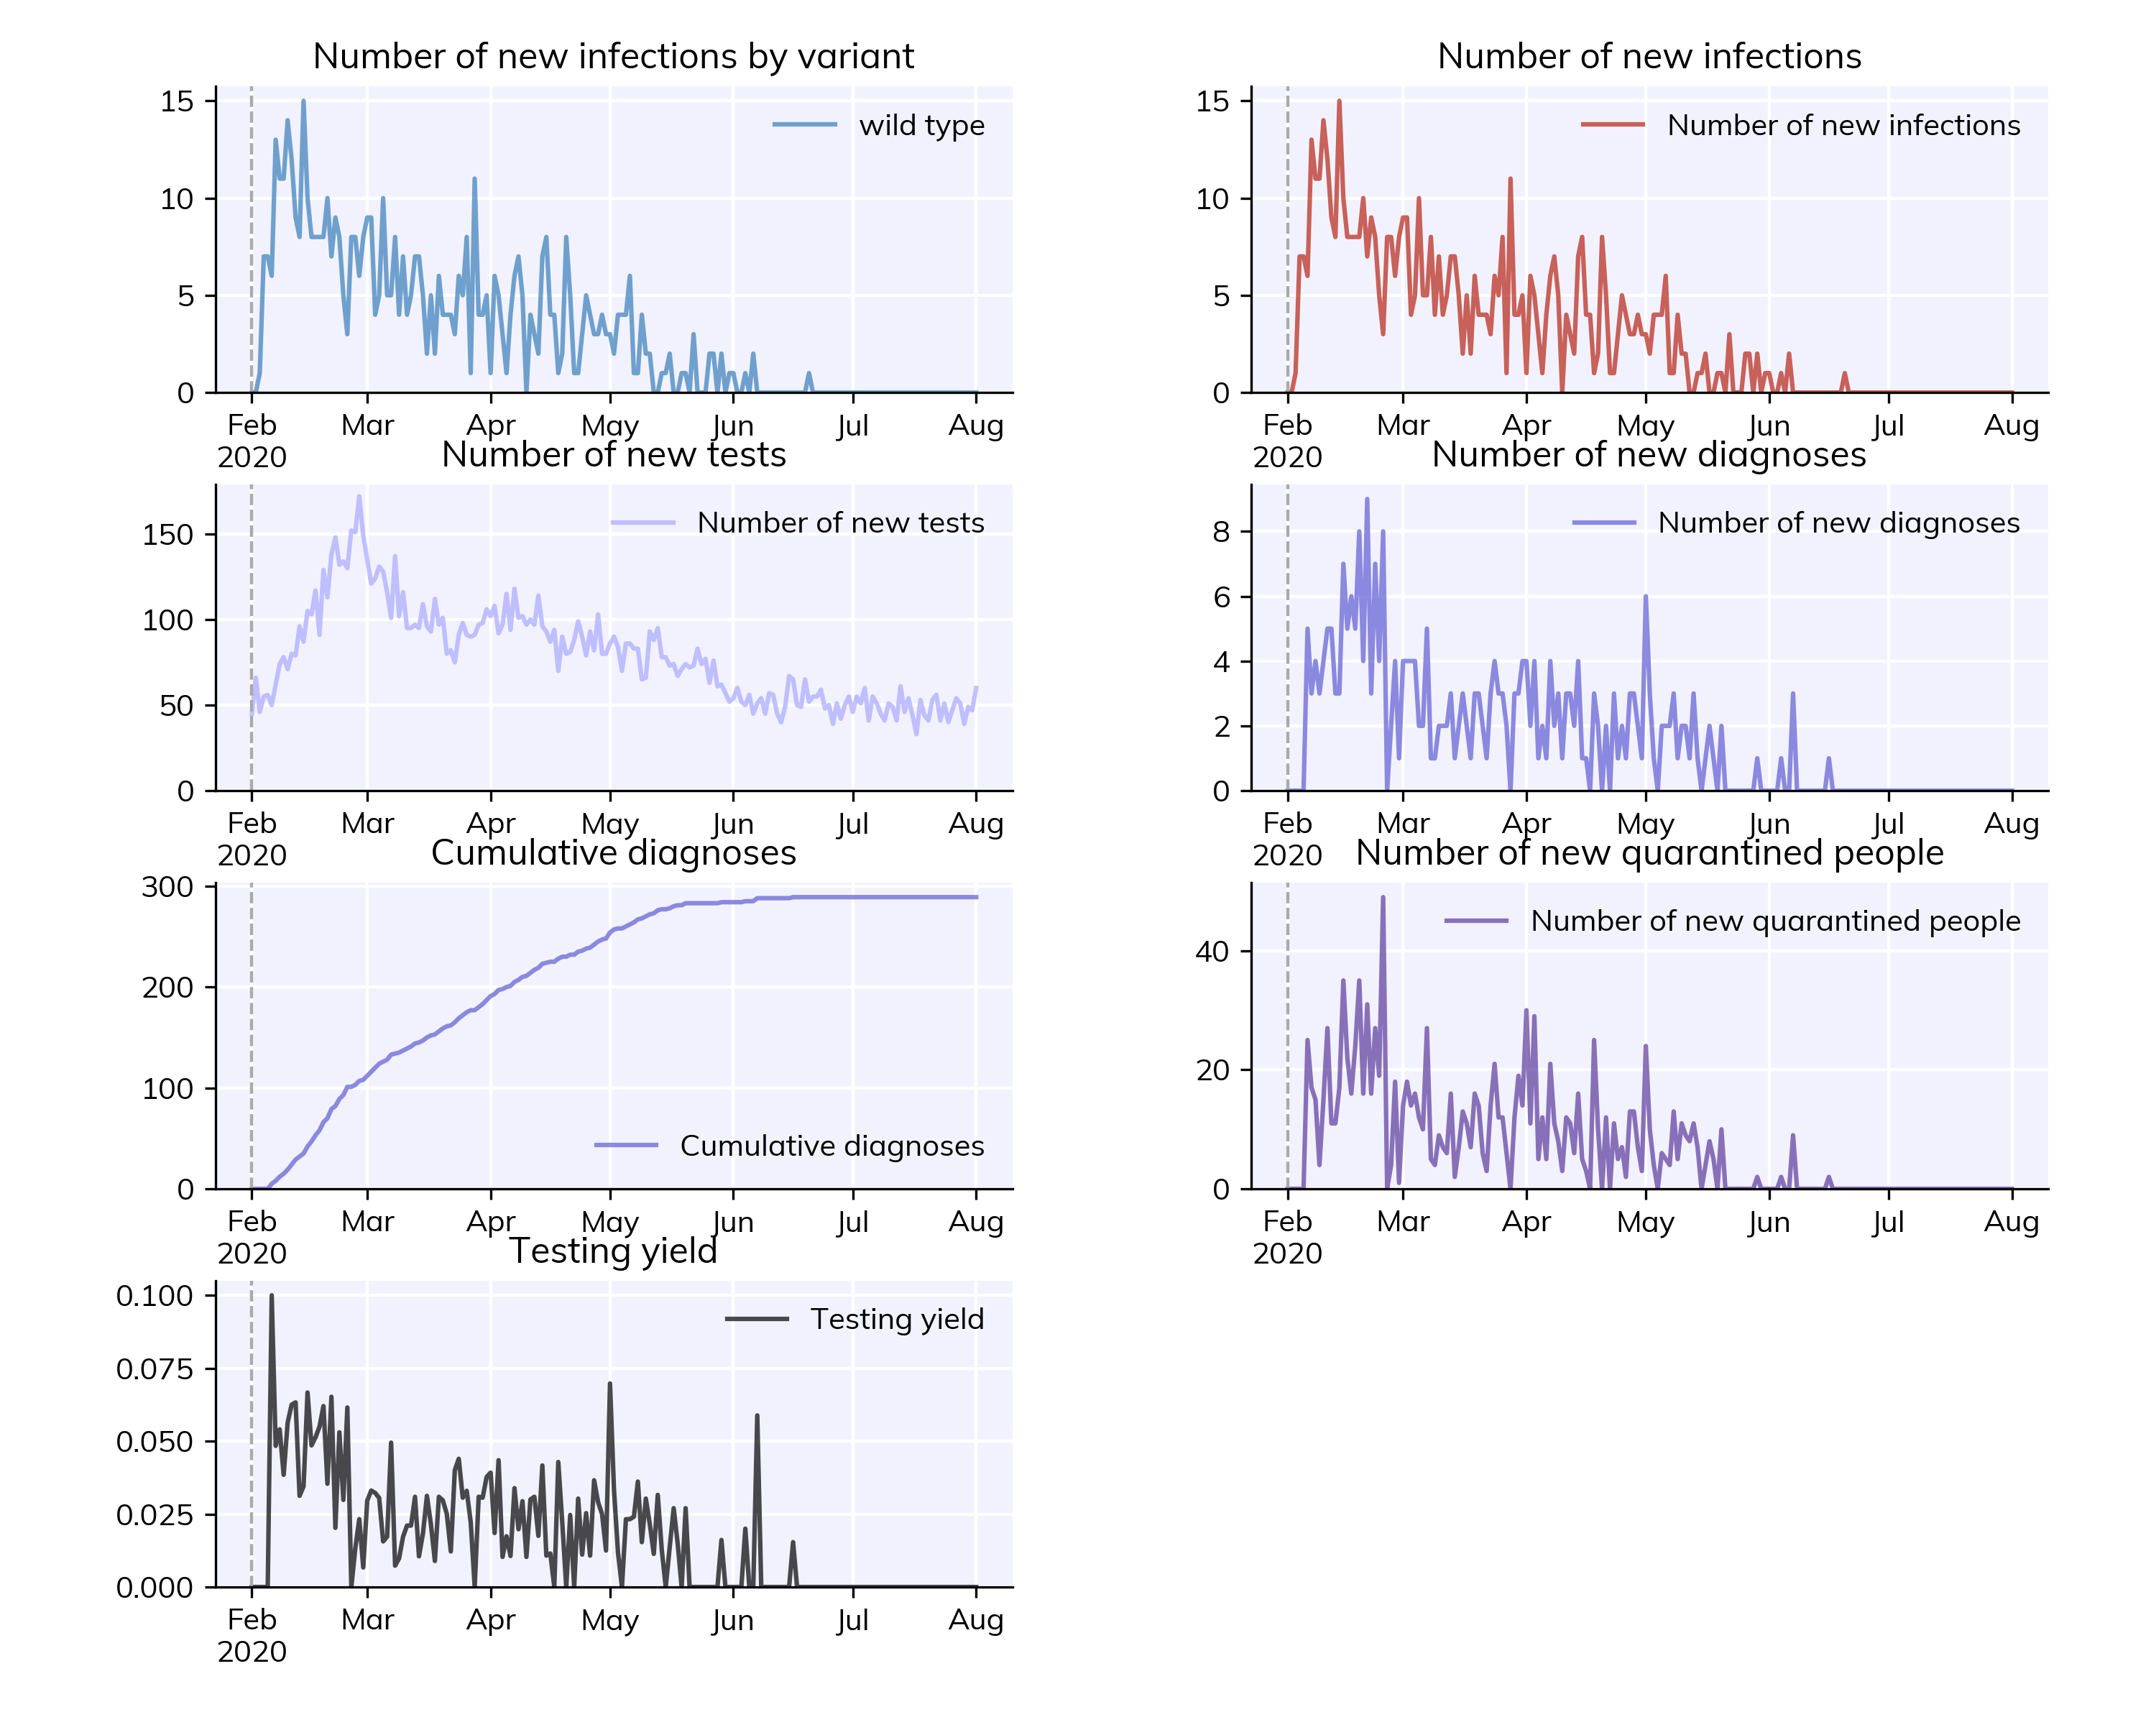 Number of new infections by variant
15
10
5
0
wild type
Feb Mar Apr May Jun Jul Aug
2020
Number of new infections
15
10
5
0
Number of new infections
Feb Mar Apr May Jun Jul Aug
2020
Number of new tests
150
100
50
0
Number of new tests
Feb Mar Apr May Jun Jul Aug
2020
Number of new diagnoses
8
6
4
2
0
Number of new diagnoses
Feb Mar Apr May Jun Jul Aug
2020
Cumulative diagnoses
300
200
100
0
Cumulative diagnoses
Feb Mar Apr May Jun Jul Aug
2020
Number of new quarantined people
40
20
0
Number of new quarantined people
Feb Mar Apr May Jun Jul Aug
2020
Testing yield
0.100
0.075
0.050
0.025
0.000
Testing yield
Feb Mar Apr May Jun Jul Aug
2020